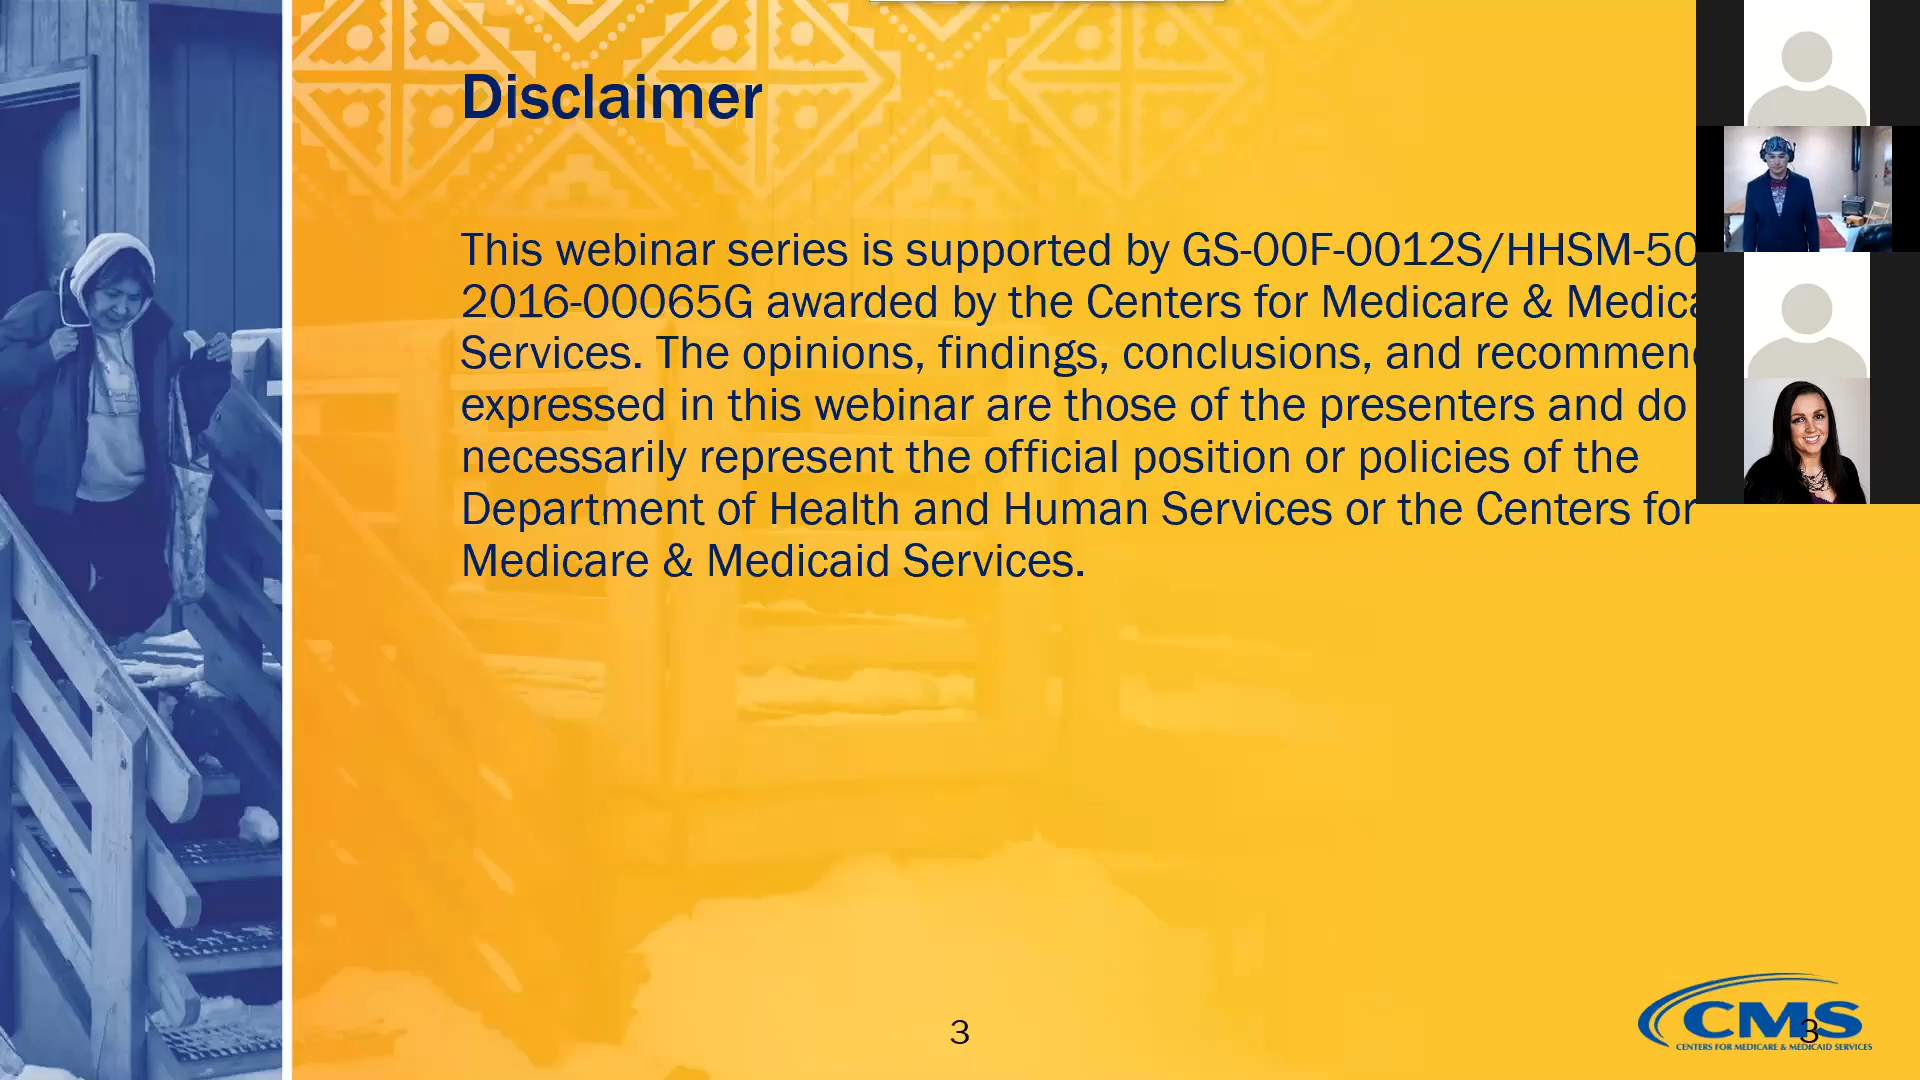 Disclaimer
This webinar series is supported by GS-00F-0012S/HHSM-50
2016-00065G awarded by the Centers for Medicare &
Services. The opinions, findings, conclusions, and
expressed in this webinar are those of the presenters and do
necessarily represent the official position or policies of the
Department of Health and Human Services or the Centers for
Medicare & Medicaid Services.
3
CMS
3
CENTERS FOR MEDICARE & MEDICAID SERVICES